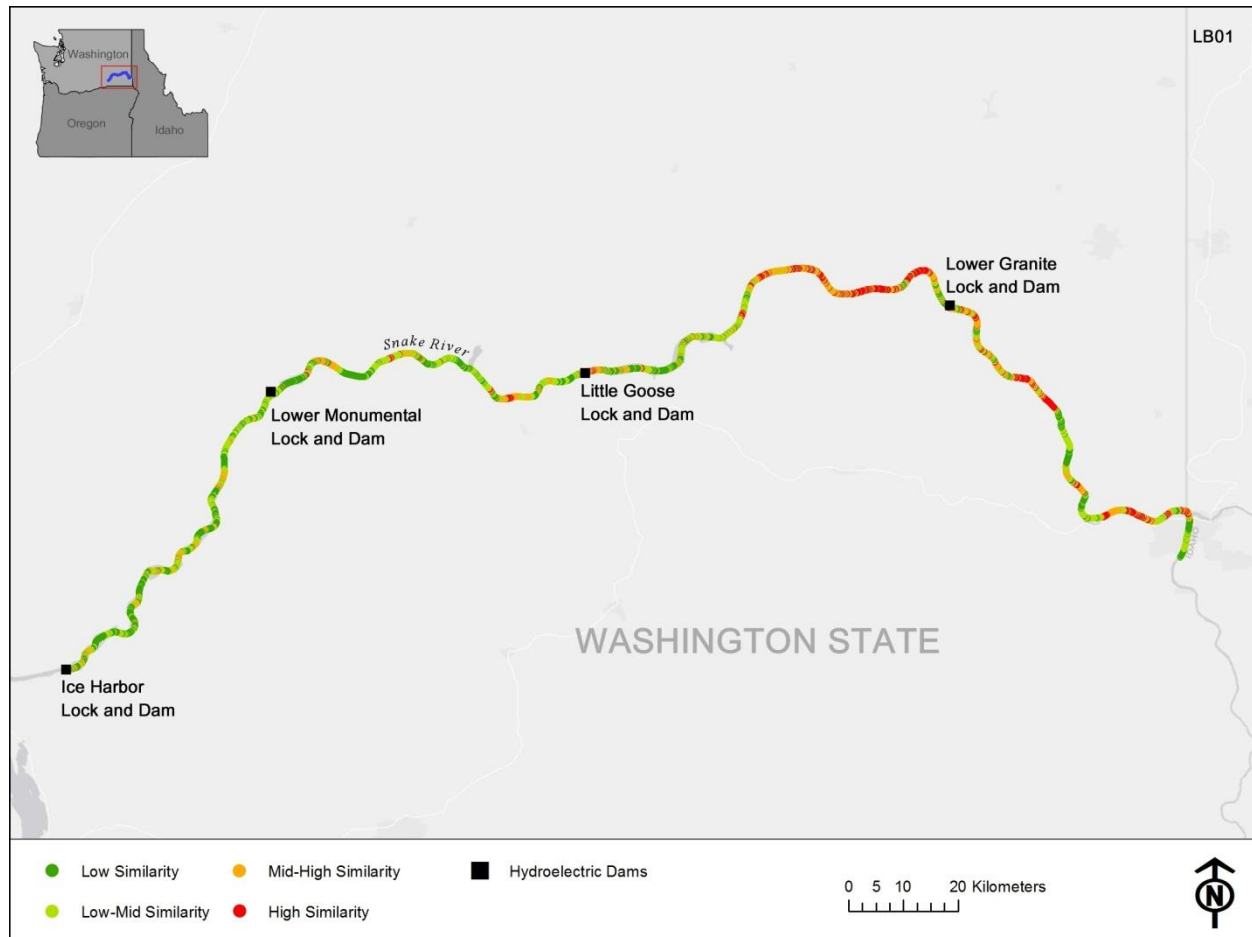 LB01
Washington
Oregon
Idaho
Lower Granite
Lock and Dam
Snake River
Little Goose
Lock and Dam
Lower Monumental
Lock and Dam
IDAHO
WASHINGTON STATE
Ice Harbor
Lock and Dam
Low Similarity
Mid-High Similarity
Hydroelectric Dams
0 5 10 20 Kilometers
Low-Mid Similarity
High Similarity
N